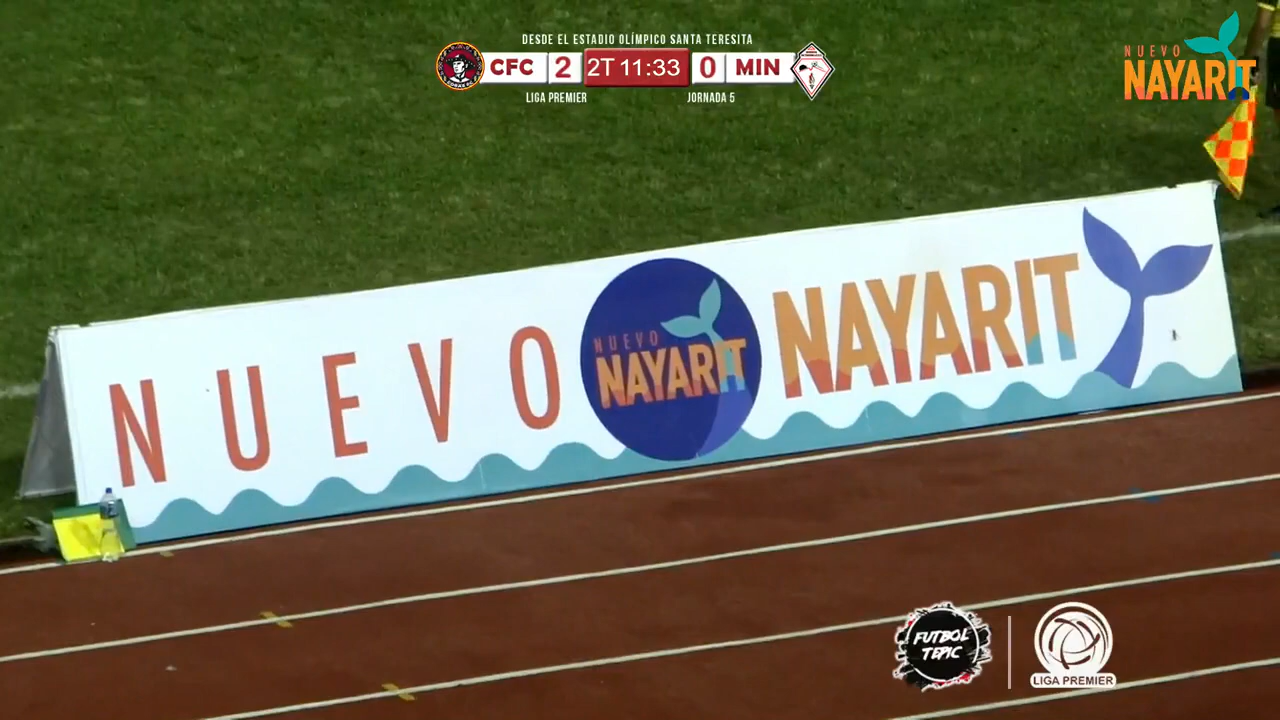 DESDE EL ESTADIO OLÍMPICO SANTA TERESITA
CFC 2 2T 11:33 0 MIN
LIGA PREMIER JORNADA 5
NUEVO
NAYARIT
NUEVO
NUEVO
NAYARIT
NAYARIT
FUTBOL
TEPIC
LIGA PREMIER